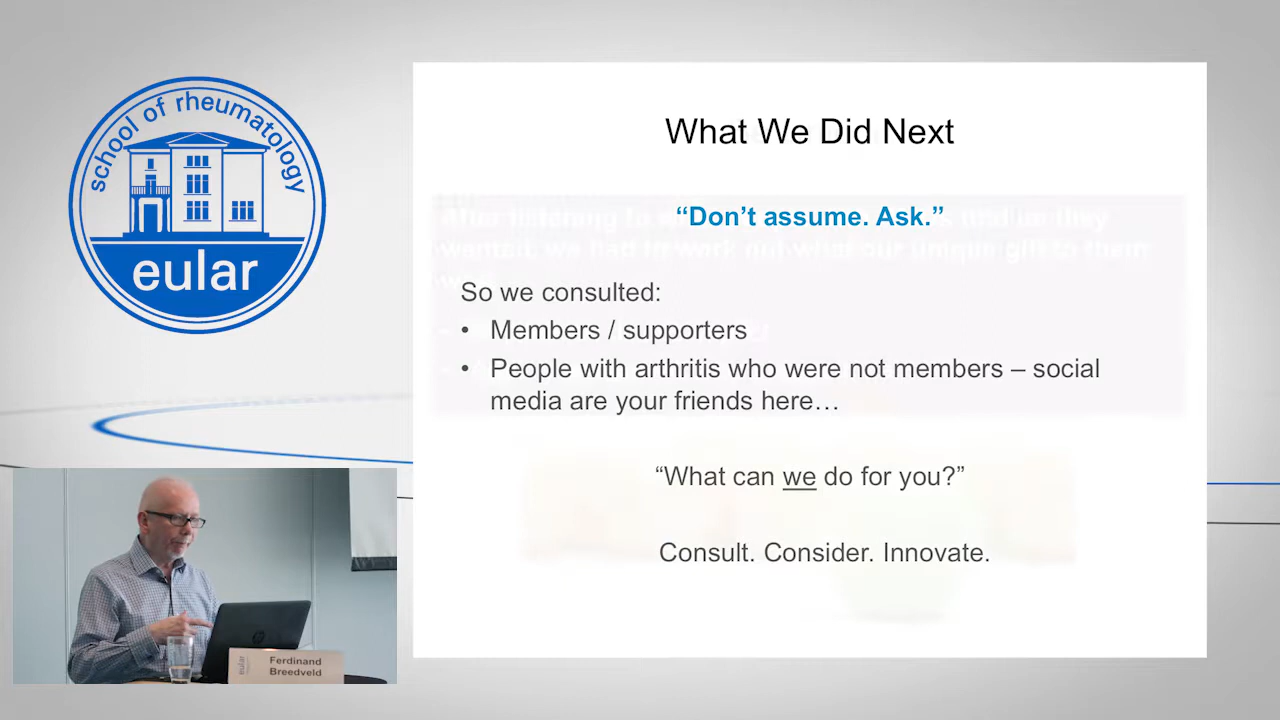 school of rheumatology
eular
What We Did Next
“Don’t assume. Ask.”
So we consulted:
• Members / supporters
• People with arthritis who were not members – social
media are your friends here…
“What can we do for you?”
Consult. Consider. Innovate.
eular
Ferdinand
Breedveld